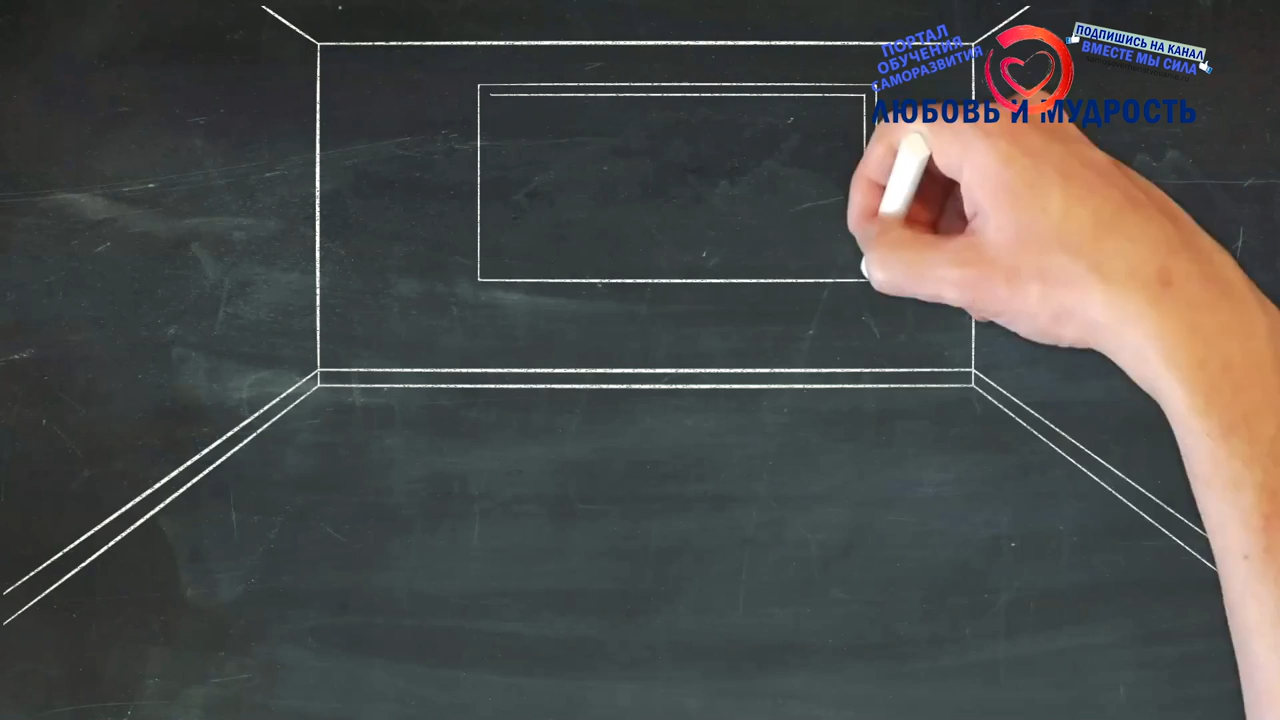 ПОРТАЛ
ОБУЧЕНИЯ
САМОРАЗВИТИЯ
ПОДПИШИСЬ НА КАНАЛ
ВМЕСТЕ МЫ СИЛА
ЛЮБОВЬ И МУДРОСТЬ